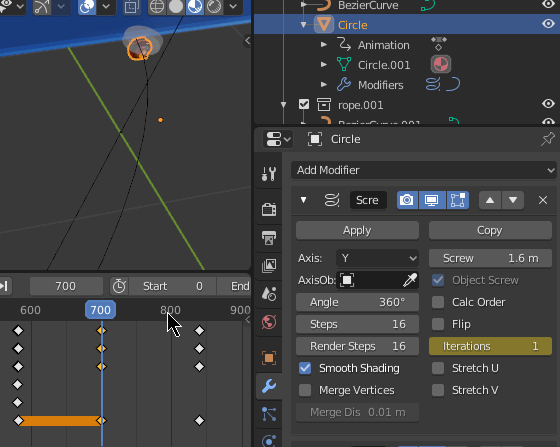 BezierCurve
Circle
Animation
Circle.001
Modifiers
rope.001
Circle
Add Modifier
Scre
Apply
Copy
Axis:
Y
Screw
1.6 m
AxisOb:
Object Screw
Angle
360°
Calc Order
Steps
16
Flip
Render Steps
16
Iterations
1
Smooth Shading
Stretch U
Merge Vertices
Stretch V
Merge Dis
0.01 m
700
Start
0
End
600
700
800
900